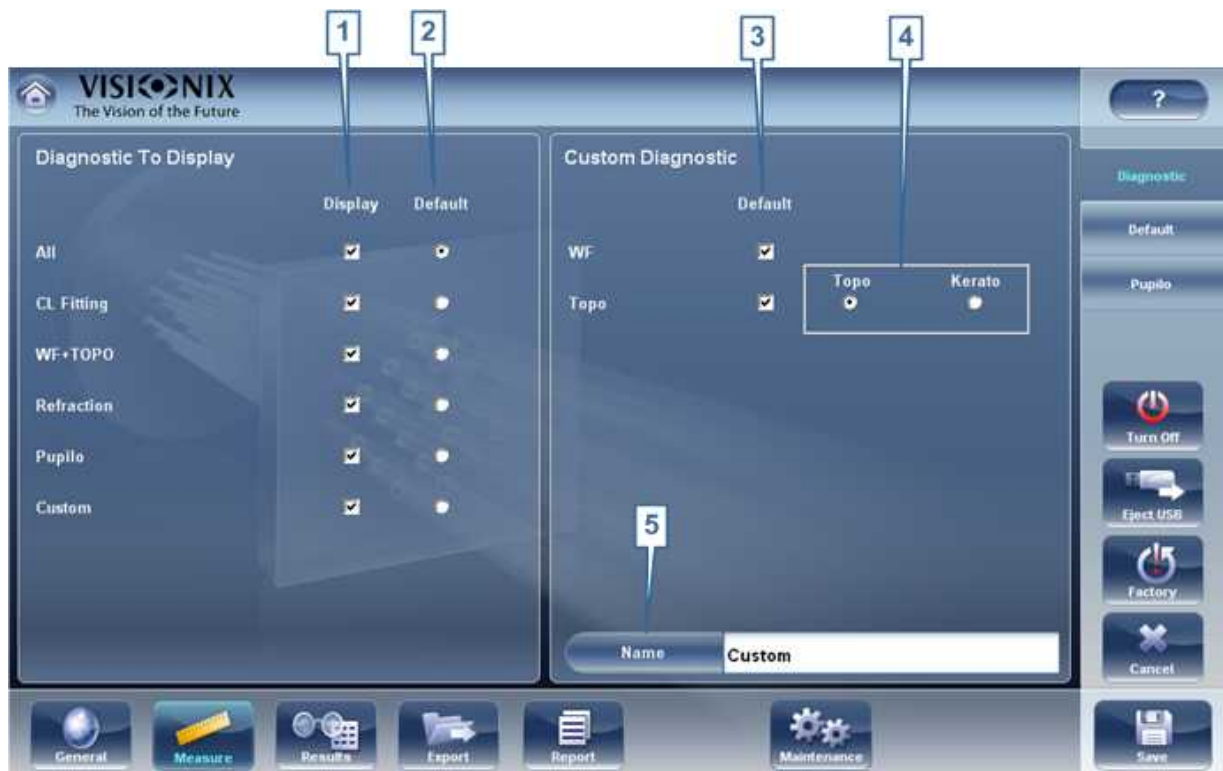 1 2 3 4
VISIONIX
The Vision of the Future
?
Diagnostic To Display
Display Default
All
CL Fitting
WF+TOPO
Refraction
Pupilo
Custom
Custom Diagnostic
Default
WF
Topo
Topo Kerato
5
Name Custom
Diagnostic
Default
Pupilo
Turn Off
Eject USB
Factory
Cancel
General Measure Results Export Report Maintenance Save